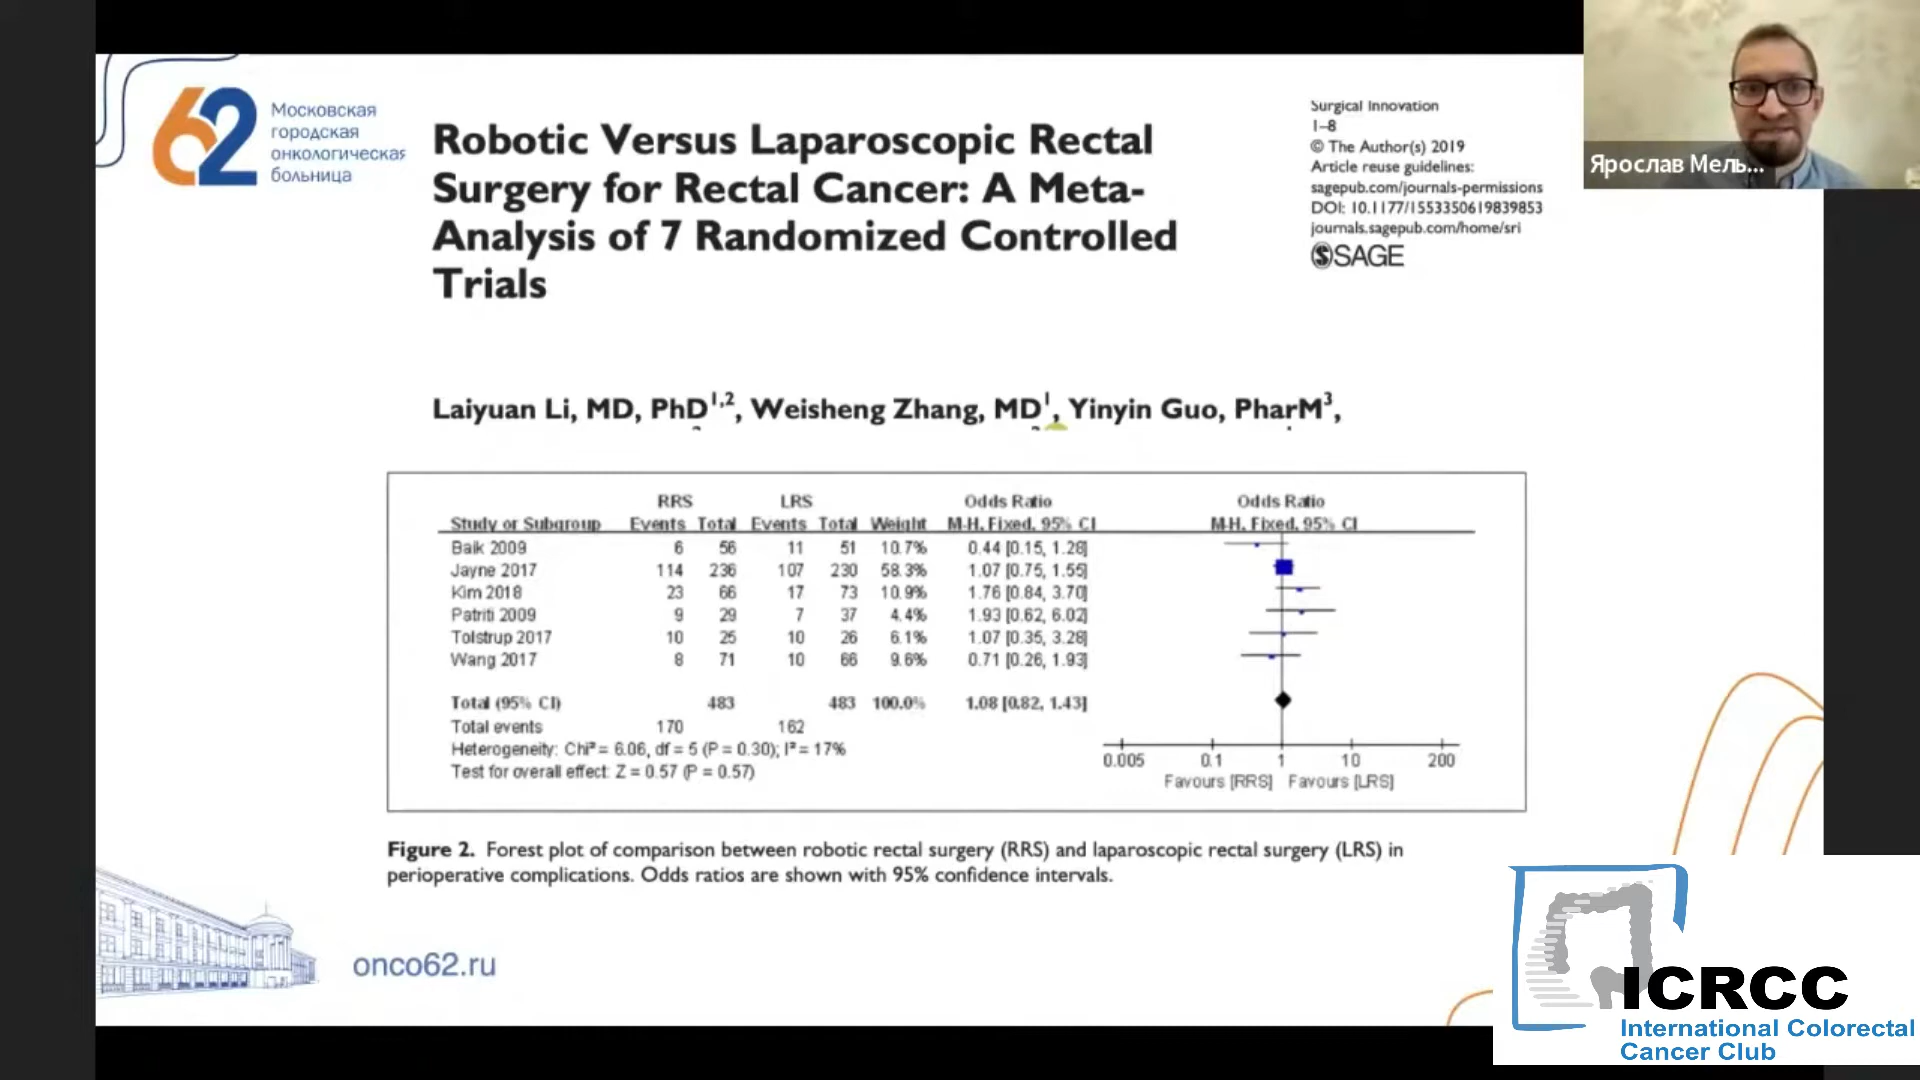 62
Московская
городская
онкологическая
больница
Robotic Versus Laparoscopic Rectal
Surgery for Rectal Cancer: A Meta-
Analysis of 7 Randomized Controlled
Trials
Surgical Innovation
1–8
© The Author(s) 2019
Article reuse guidelines:
sagepub.com/journals-permissions
DOI: 10.1177/1553350619839853
journals.sagepub.com/home/sri
SAGE
Ярослав Мель...
Laiyuan Li, MD, PhD1,2, Weisheng Zhang, MD1, Yinyin Guo, PharM3,
RRS LRS Odds Ratio Odds Ratio
Study or Subgroup Events Total Events Total Weight M-H, Fixed, 95% CI M-H, Fixed, 95% CI
Baik 2009 6 56 11 51 10.7% 0.44 [0.15, 1.28]
Jayne 2017 114 236 107 230 58.3% 1.07 [0.75, 1.55]
Kim 2018 23 66 17 73 10.9% 1.76 [0.84, 3.70]
Patriti 2009 9 29 7 37 4.4% 1.93 [0.62, 6.02]
Tolstrup 2017 10 25 10 26 6.1% 1.07 [0.35, 3.28]
Wang 2017 8 71 10 66 9.6% 0.71 [0.26, 1.93]
Total (95% CI) 483 483 100.0% 1.08 [0.82, 1.43]
Total events 170 162
Heterogeneity: Chi² = 6.06, df = 5 (P = 0.30); I² = 17%
Test for overall effect: Z = 0.57 (P = 0.57)
0.005 0.1 1 10 200
Favours [RRS] Favours [LRS]
Figure 2. Forest plot of comparison between robotic rectal surgery (RRS) and laparoscopic rectal surgery (LRS) in
perioperative complications. Odds ratios are shown with 95% confidence intervals.
onco62.ru
ICRCC
International Colorectal
Cancer Club